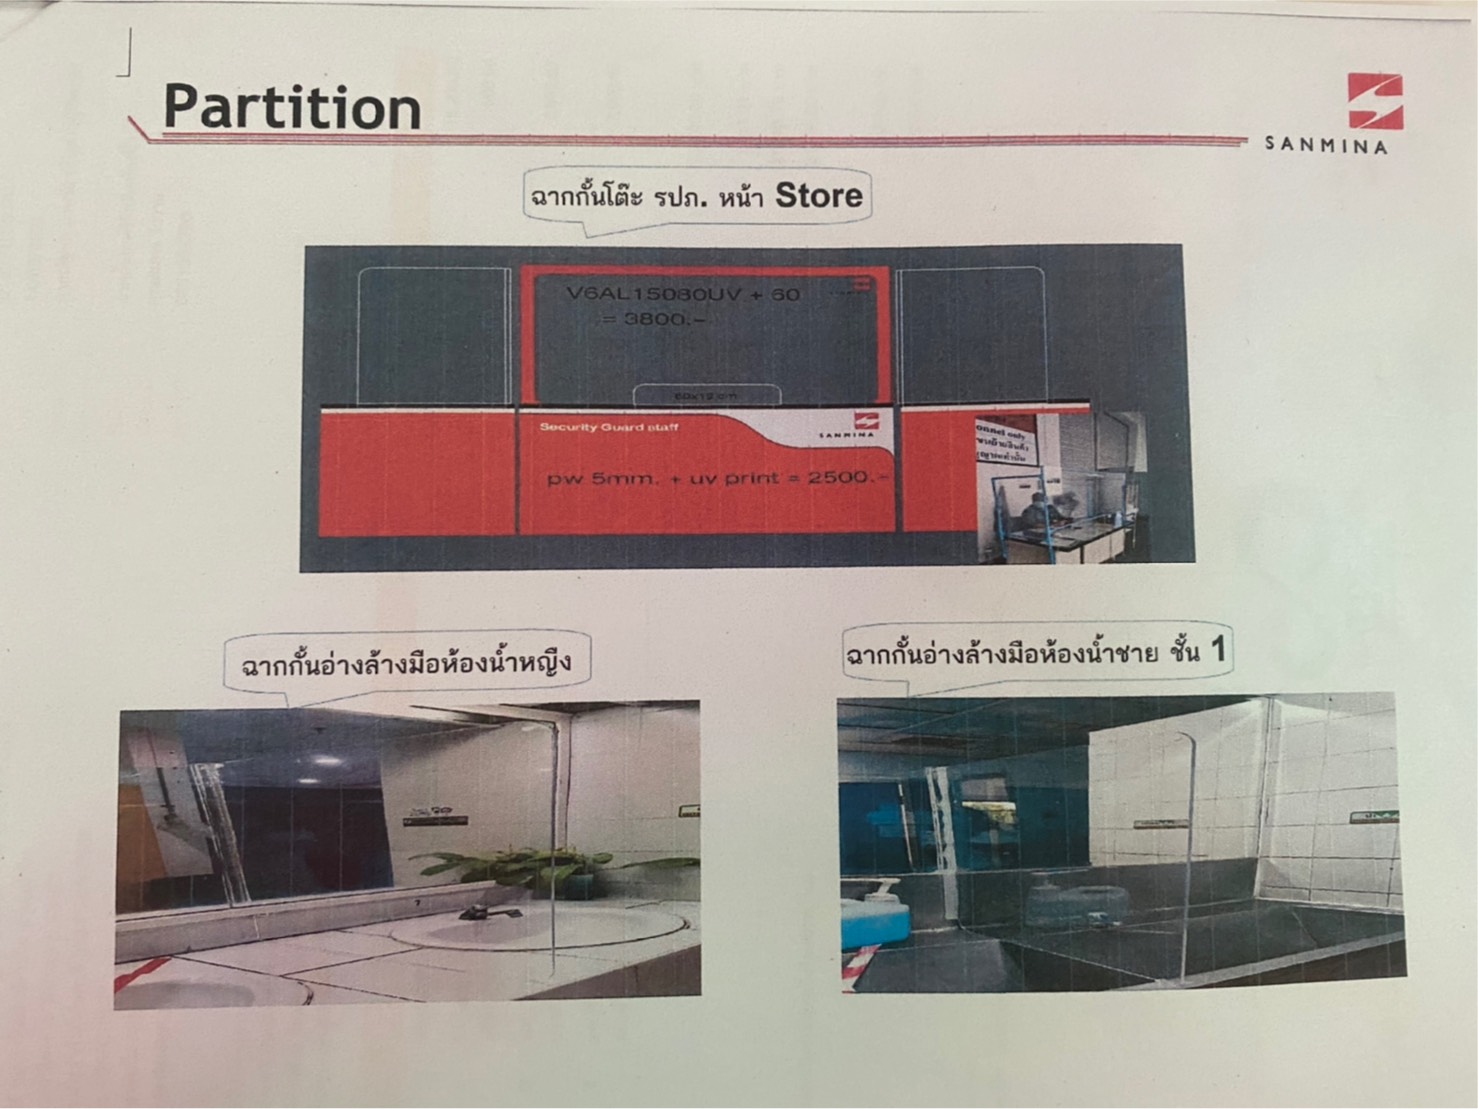 Partition
SANMINA
ฉากกั้นโต๊ะ รปภ. หน้า Store
V6AL15080UV + 60
= 3800.-
Security Guard staff
SANMINA
pw 5mm. + uv print = 2500.-
onnel only
ฉากกั้นอ่างล้างมือห้องน้ำหญิง
ฉากกั้นอ่างล้างมือห้องน้ำชาย ชั้น 1